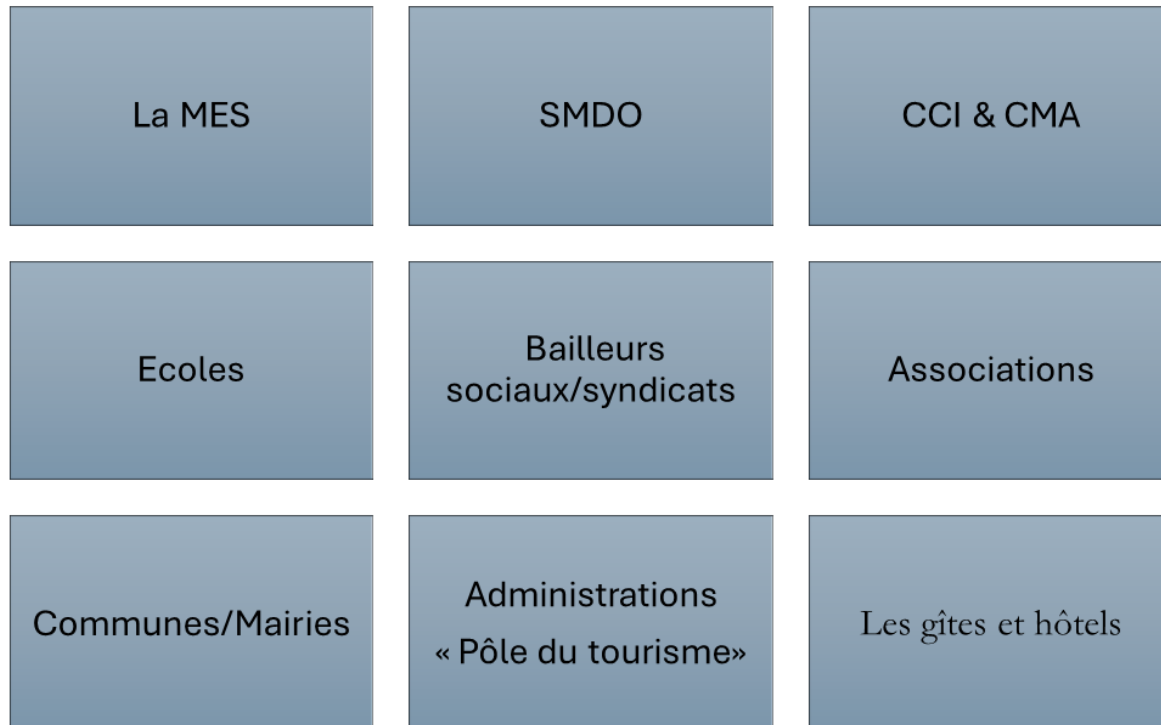 La MES
SMDO
CCI & CMA
Ecoles
Bailleurs
sociaux/syndicats
Associations
Communes/Mairies
Administrations
« Pôle du tourisme»
Les gîtes et hôtels